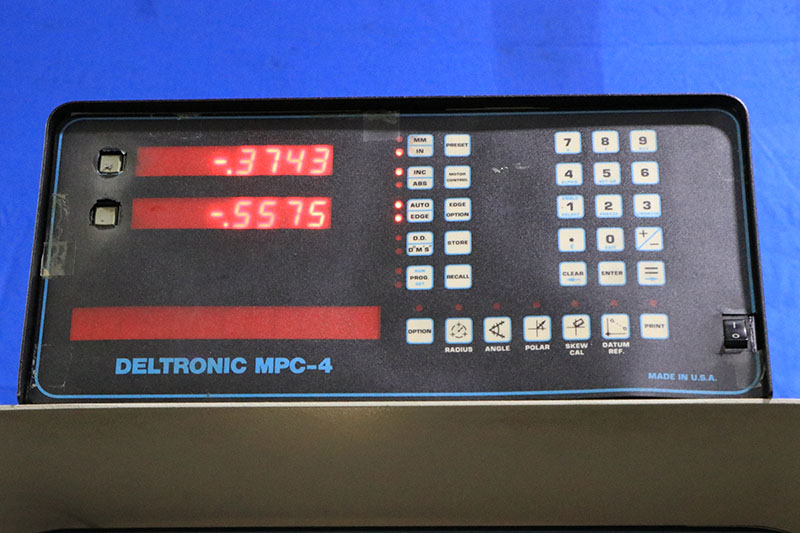 -.3743
-.5575
MM
IN
PRESET
INC
ABS
MOTOR
CONTROL
AUTO
EDGE
EDGE
OPTION
D.D.
D°M'S"
STORE
RUN
PROG.
SET
RECALL
7 8 9
4 5 6
1 2 3
• 0 +/−
CLEAR ENTER =
OPTION
PRINT
RADIUS
ANGLE
POLAR
SKEW
CAL
DATUM
REF.
DELTRONIC MPC-4
MADE IN U.S.A.
I O